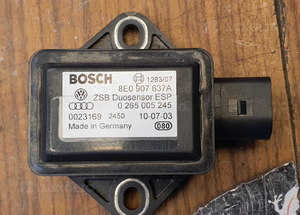 BOSCH 1283/07
8E0 907 637A
ZSB Duosensor ESP
0 265 005 245
0023169 2450 10-07-03
Made in Germany 080